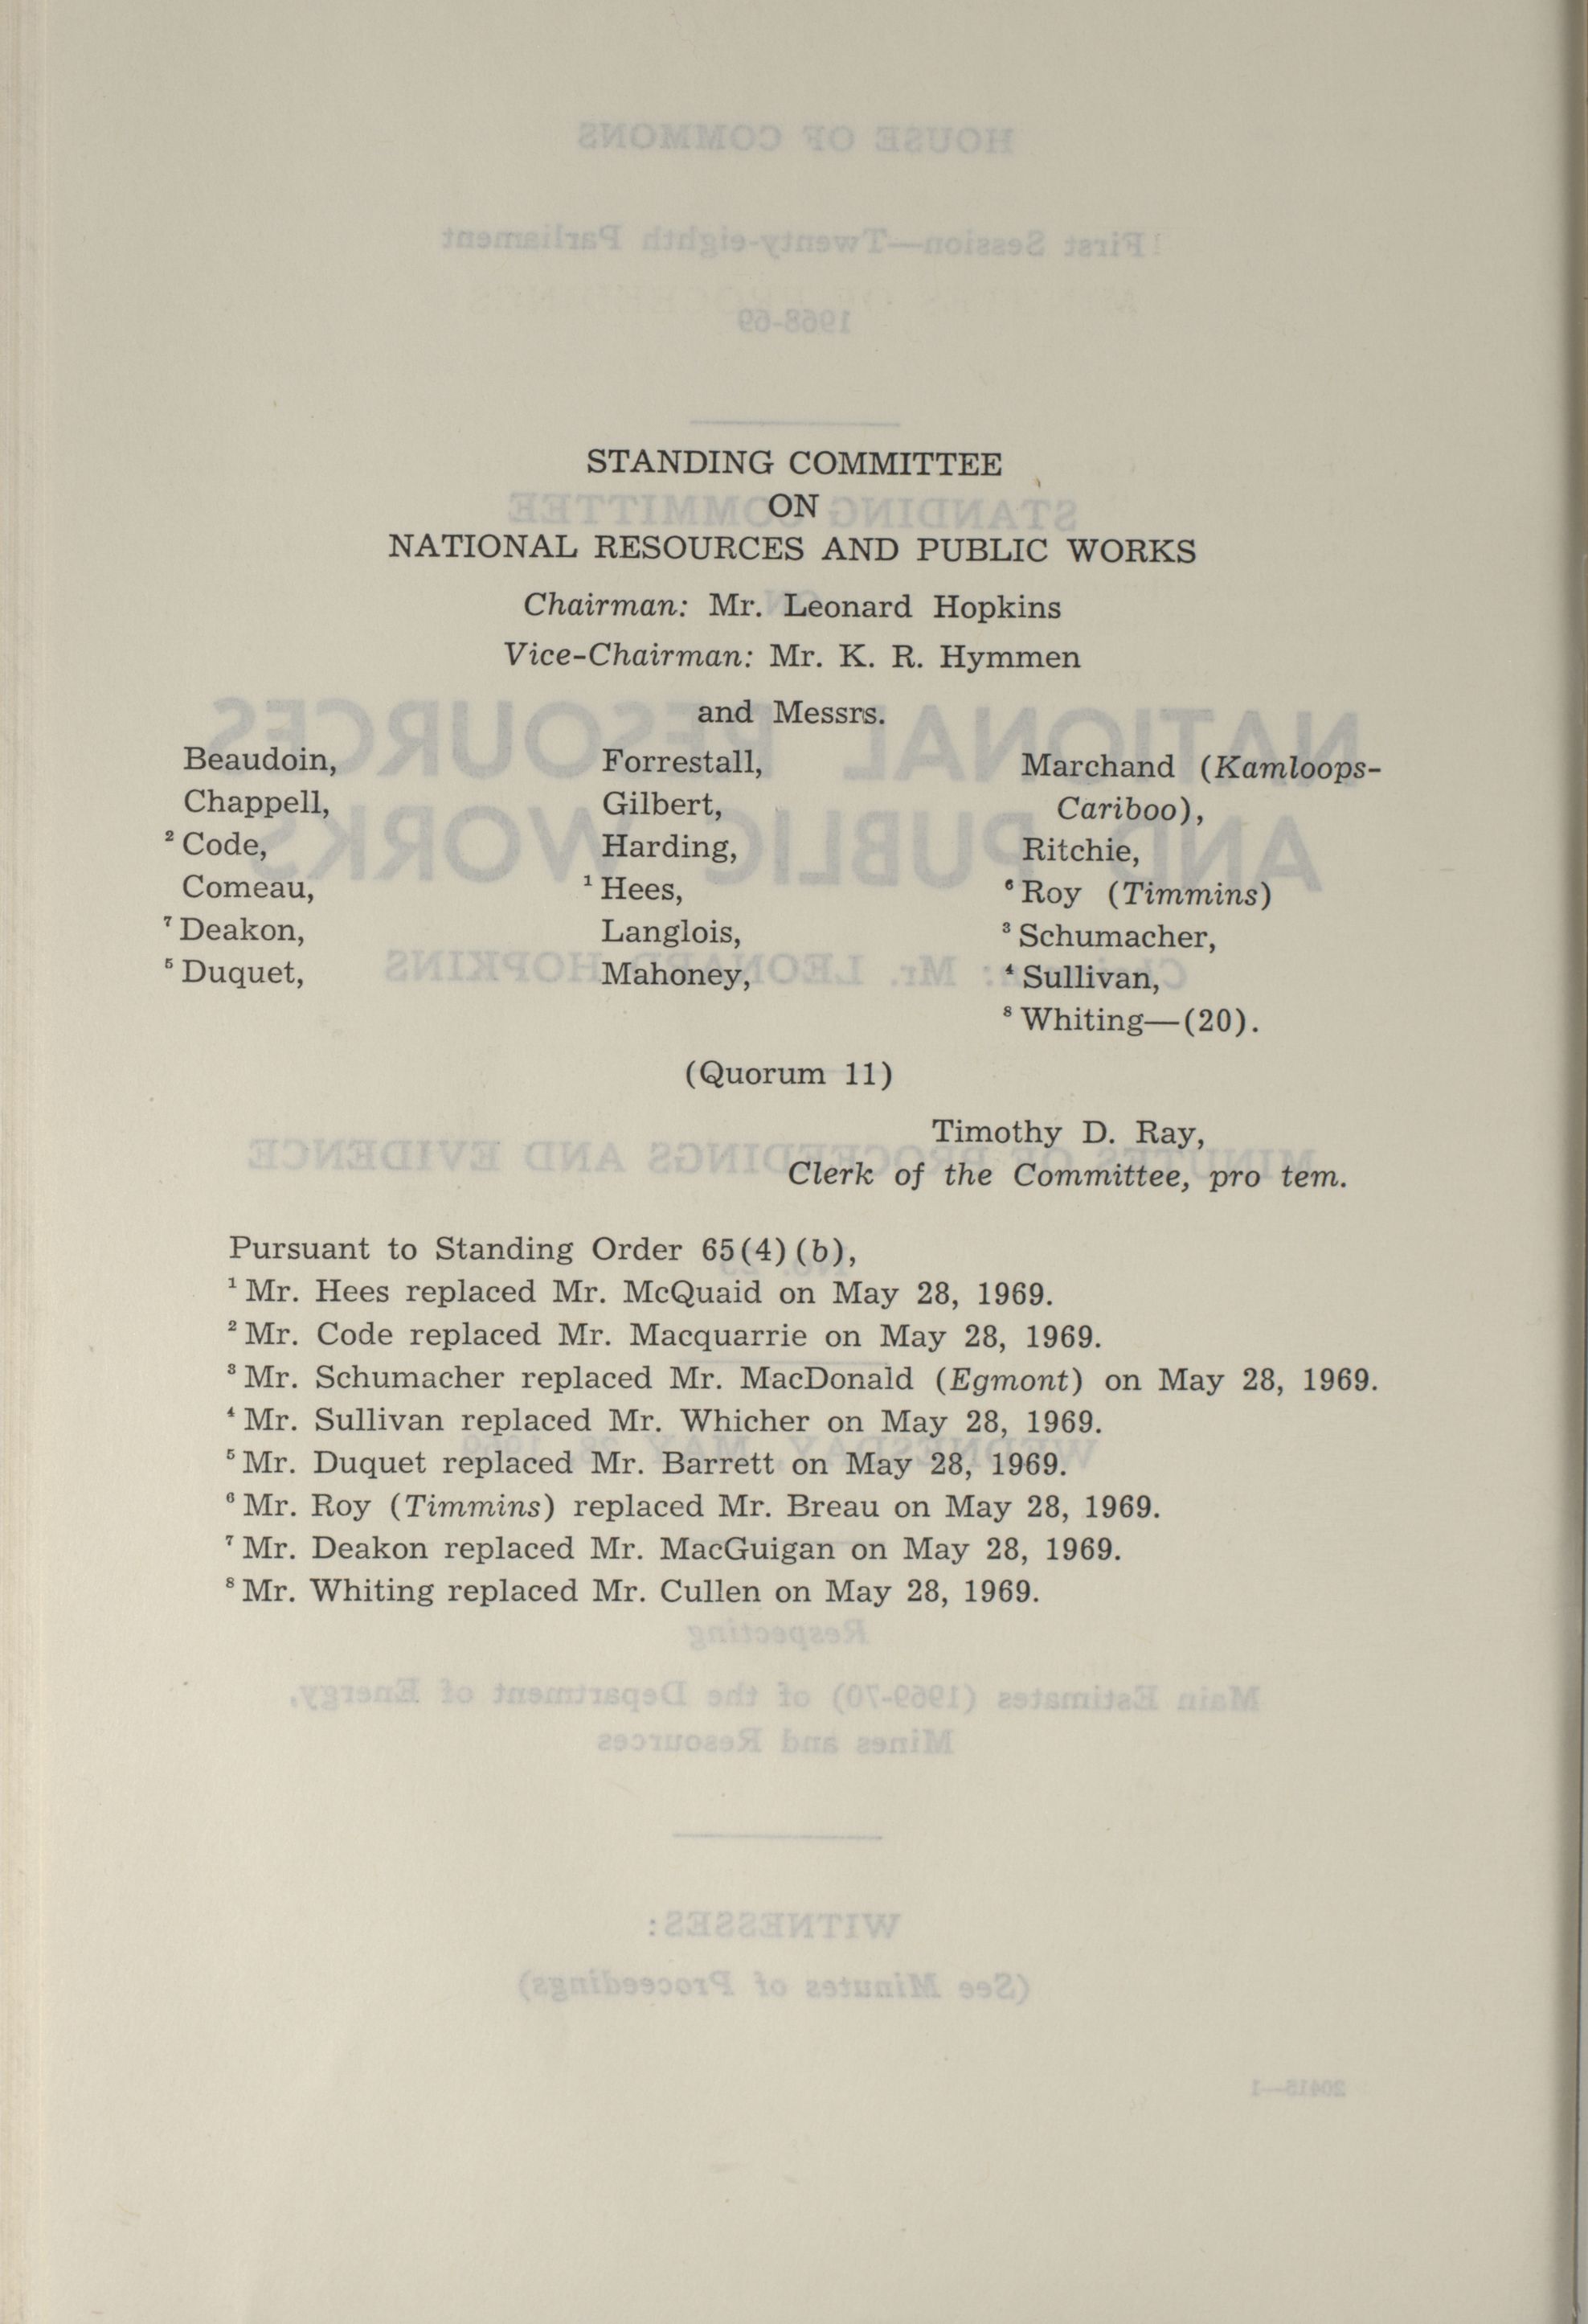 STANDING COMMITTEE
ON
NATIONAL RESOURCES AND PUBLIC WORKS
Chairman: Mr. Leonard Hopkins
Vice-Chairman: Mr. K. R. Hymmen
and Messrs.
Beaudoin,
Chappell,
² Code,
Comeau,
⁷ Deakon,
⁵ Duquet,
Forrestall,
Gilbert,
Harding,
¹ Hees,
Langlois,
Mahoney,
Marchand (Kamloops-
Cariboo),
Ritchie,
⁶ Roy (Timmins)
³ Schumacher,
⁴ Sullivan,
⁸ Whiting—(20).
(Quorum 11)
Timothy D. Ray,
Clerk of the Committee, pro tem.
Pursuant to Standing Order 65(4)(b),
¹ Mr. Hees replaced Mr. McQuaid on May 28, 1969.
² Mr. Code replaced Mr. Macquarrie on May 28, 1969.
³ Mr. Schumacher replaced Mr. MacDonald (Egmont) on May 28, 1969.
⁴ Mr. Sullivan replaced Mr. Whicher on May 28, 1969.
⁵ Mr. Duquet replaced Mr. Barrett on May 28, 1969.
⁶ Mr. Roy (Timmins) replaced Mr. Breau on May 28, 1969.
⁷ Mr. Deakon replaced Mr. MacGuigan on May 28, 1969.
⁸ Mr. Whiting replaced Mr. Cullen on May 28, 1969.